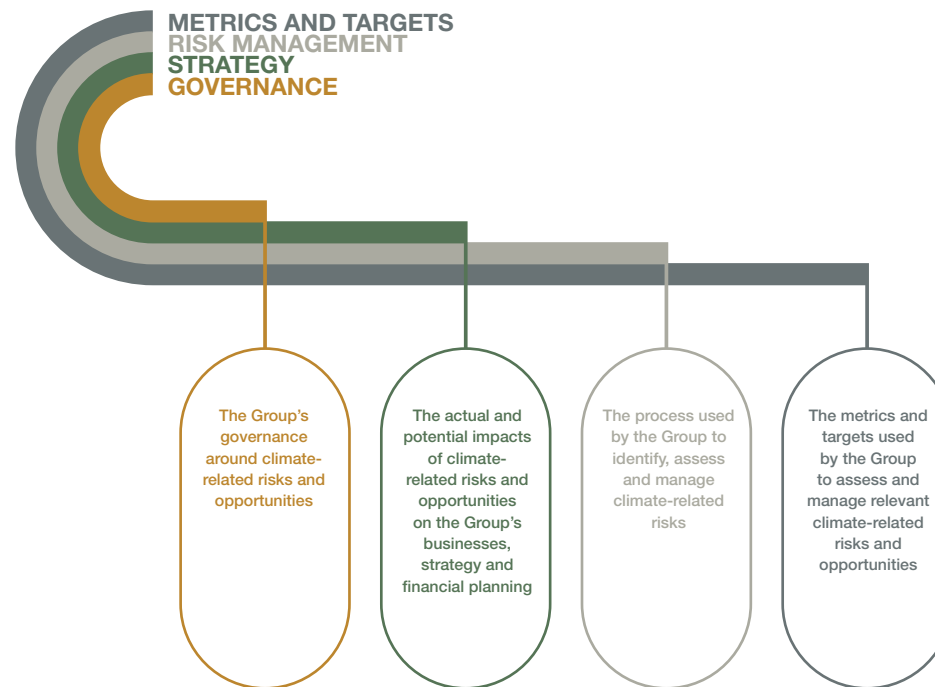 METRICS AND TARGETS
RISK MANAGEMENT
STRATEGY
GOVERNANCE
The Group's
governance
around climate-
related risks and
opportunities
The actual and
potential impacts
of climate-
related risks and
opportunities
on the Group's
businesses,
strategy and
financial planning
The process used
by the Group to
identify, assess
and manage
climate-related
risks
The metrics and
targets used
by the Group
to assess and
manage relevant
climate-related
risks and
opportunities